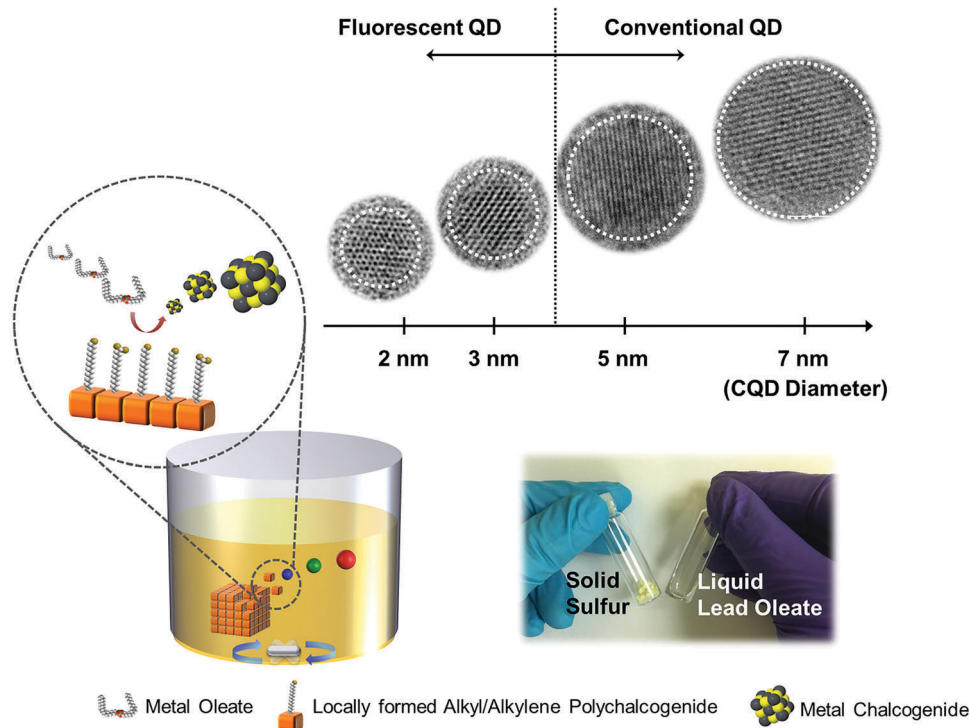 Fluorescent QD
Conventional QD
2 nm
3 nm
5 nm
7 nm
(CQD Diameter)
Solid
Sulfur
Liquid
Lead Oleate
Metal Oleate
Locally formed Alkyl/Alkylene Polychalcogenide
Metal Chalcogenide